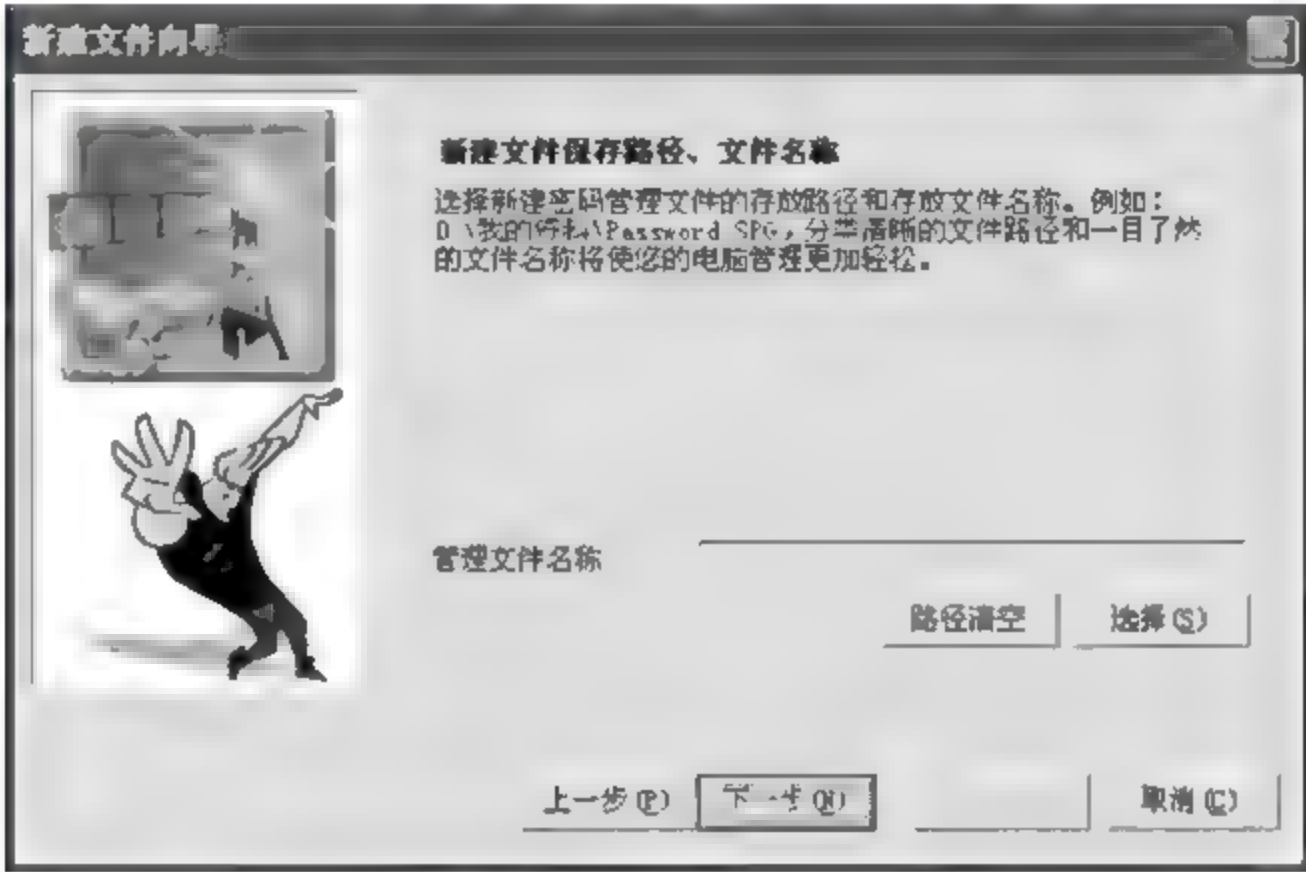 新建文件向导
新建文件保存路径、文件名称
选择新建密码管理文件的存放路径和存放文件名称。例如:
D:\我的密码\Password SPG,分类清晰的文件路径和一目了然
的文件名称将使您的电脑管理更加轻松。
管理文件名称
路径清空 选择(S)
上一步(P) 下一步(N) 取消(C)